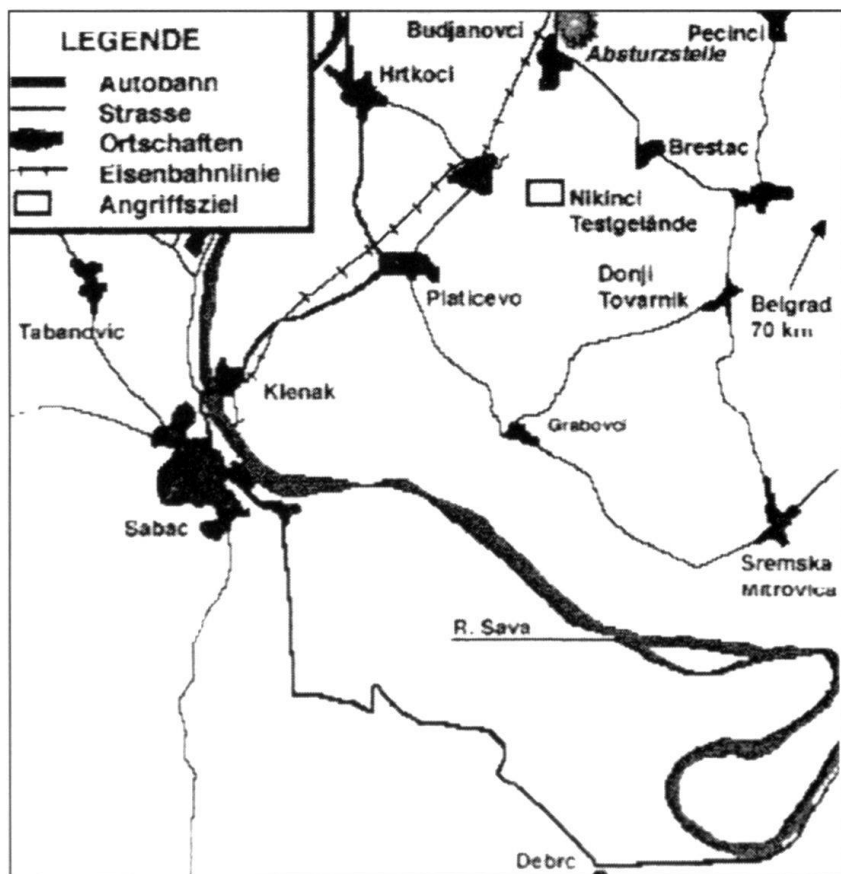 LEGENDE
Autobahn
Strasse
Ortschaften
Eisenbahnlinie
Angriffsziel
Budjanovci
Absturzstelle
Pecinci
Hrtkoci
Brestac
Nikinci
Testgelände
Platicevo
Donji
Tovarnik
Belgrad
70 km
Tabanovic
Klenak
Grabovci
Sabac
Sremska
Mitrovica
R. Sava
Debrc